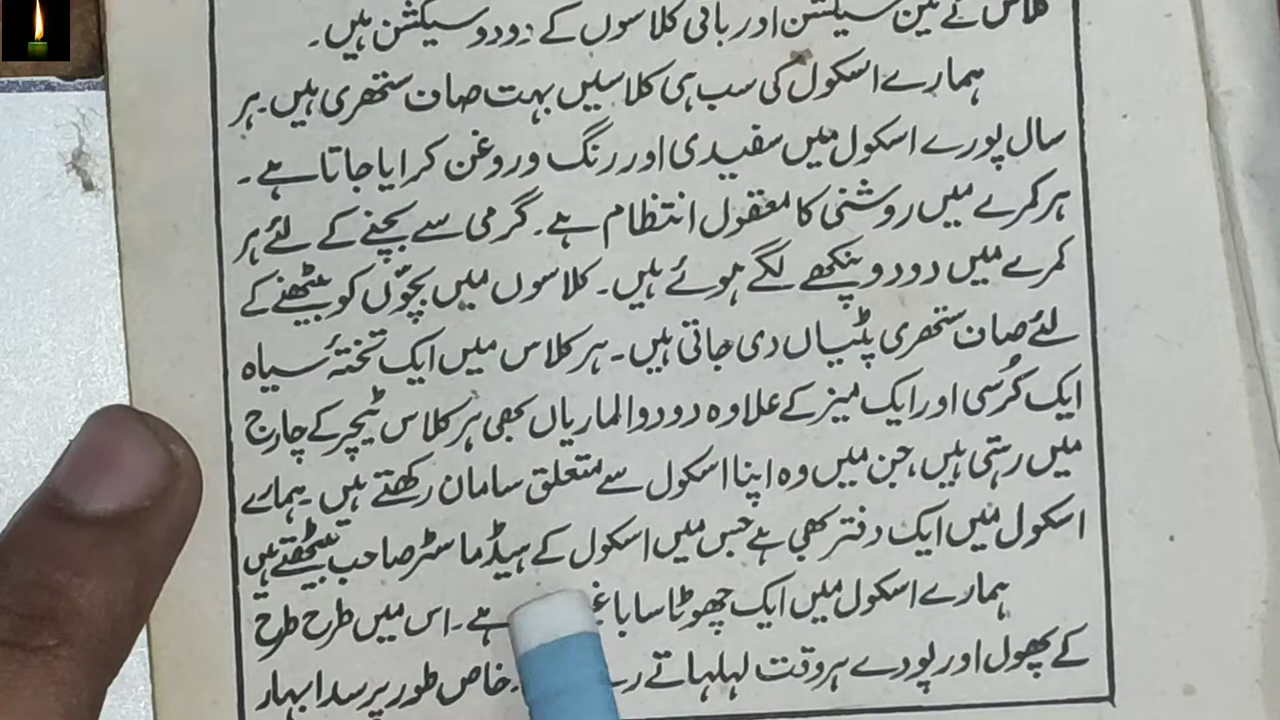 کلاس کے تین سیکشن اور باقی کلاسوں کے دو دو سیکشن ہیں۔
ہمارے اسکول کی سب ہی کلاسیں بہت صاف ستھری ہیں۔ ہر
سال پورے اسکول میں سفیدی اور رنگ و روغن کرایا جاتا ہے۔
ہر کمرے میں روشنی کا معقول انتظام ہے۔ گرمی سے بچنے کے لئے ہر
کمرے میں دو دو پنکھے لگے ہوئے ہیں۔ کلاسوں میں بچّوں کو بیٹھنے کے
لئے صاف ستھری پٹیاں دی جاتی ہیں۔ ہر کلاس میں ایک تختۂ سیاہ
ایک کُرسی اور ایک میز کے علاوہ دو دو الماریاں بھی ہر کلاس ٹیچر کے چارج
میں رہتی ہیں، جن میں وہ اپنا اسکول سے متعلق سامان رکھتے ہیں۔ ہمارے
اسکول میں ایک دفتر بھی ہے جس میں اسکول کے ہیڈ ماسٹر صاحب بیٹھتے ہیں
ہمارے اسکول میں ایک چھوٹا سا ہے۔ اس میں طرح طرح
کے پھول اور پودے ہر وقت لہلہاتے خاص طور پر سدا بہار